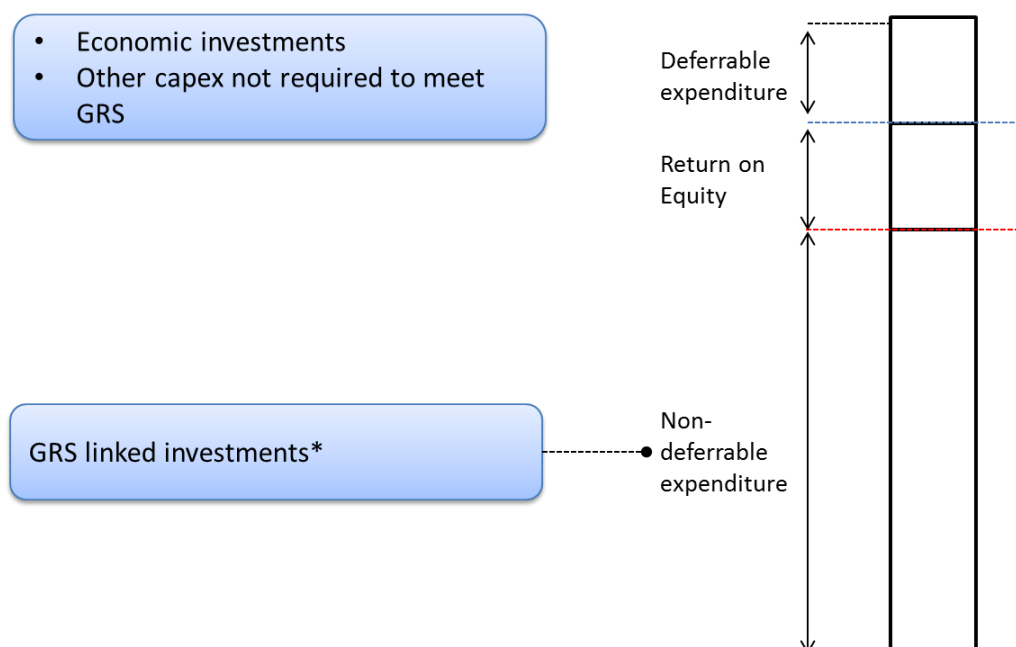 • Economic investments
• Other capex not required to meet
GRS
Deferrable
expenditure
Return on
Equity
GRS linked investments*
Non-
deferrable
expenditure